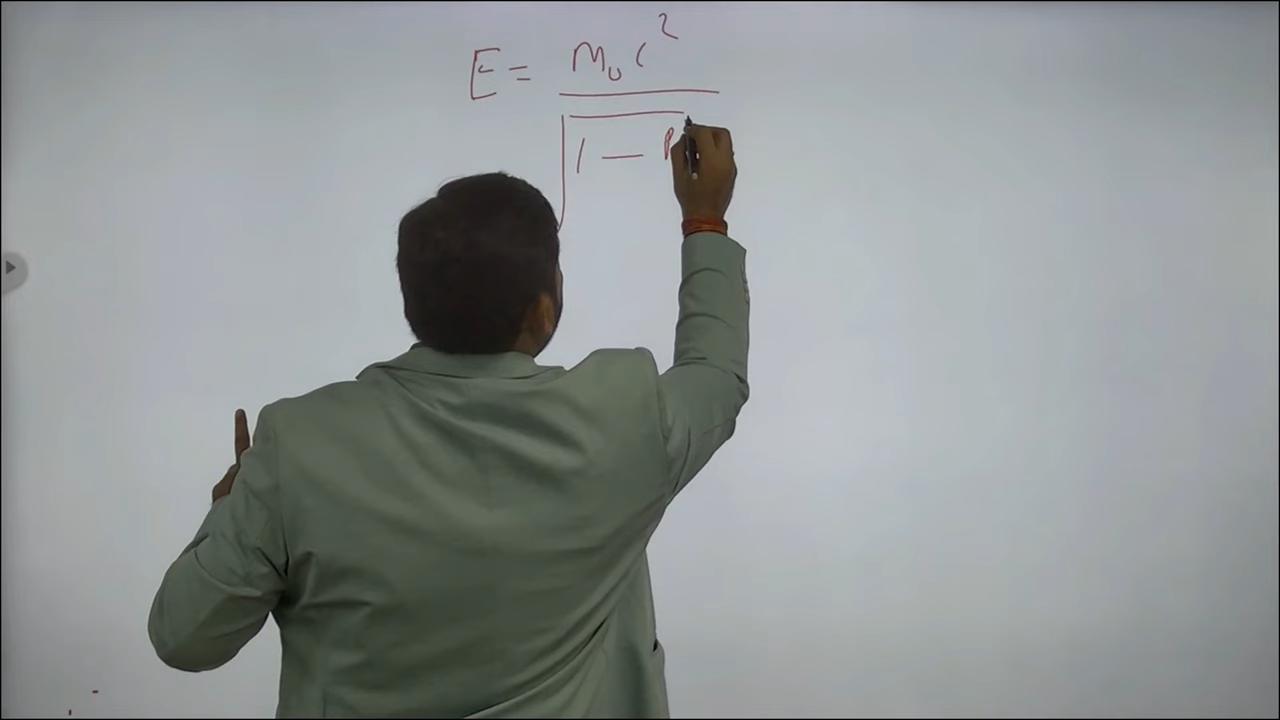 E = M₀c²
√1 −